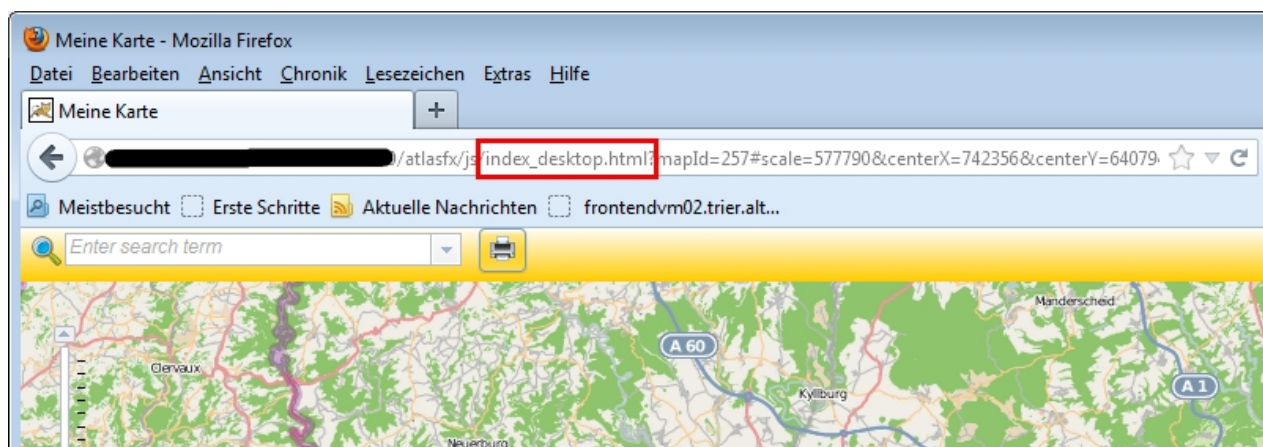 Meine Karte - Mozilla Firefox
Datei Bearbeiten Ansicht Chronik Lesezeichen Extras Hilfe
Meine Karte
/atlasfx/js/index_desktop.html?mapId=257#scale=577790&centerX=742356&centerY=64079
Meistbesucht Erste Schritte Aktuelle Nachrichten frontendvm02.trier.alt...
Enter search term
Manderscheid
A 60
Clervaux
A 1
Kyllburg
Neuerburg